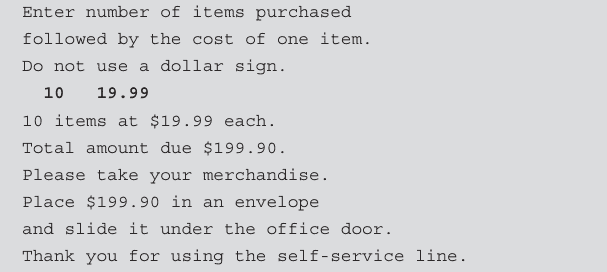 Enter number of items purchased
followed by the cost of one item.
Do not use a dollar sign.
10 19.99
10 items at $19.99 each.
Total amount due $199.90.
Please take your merchandise.
Place $199.90 in an envelope
and slide it under the office door.
Thank you for using the self-service line.